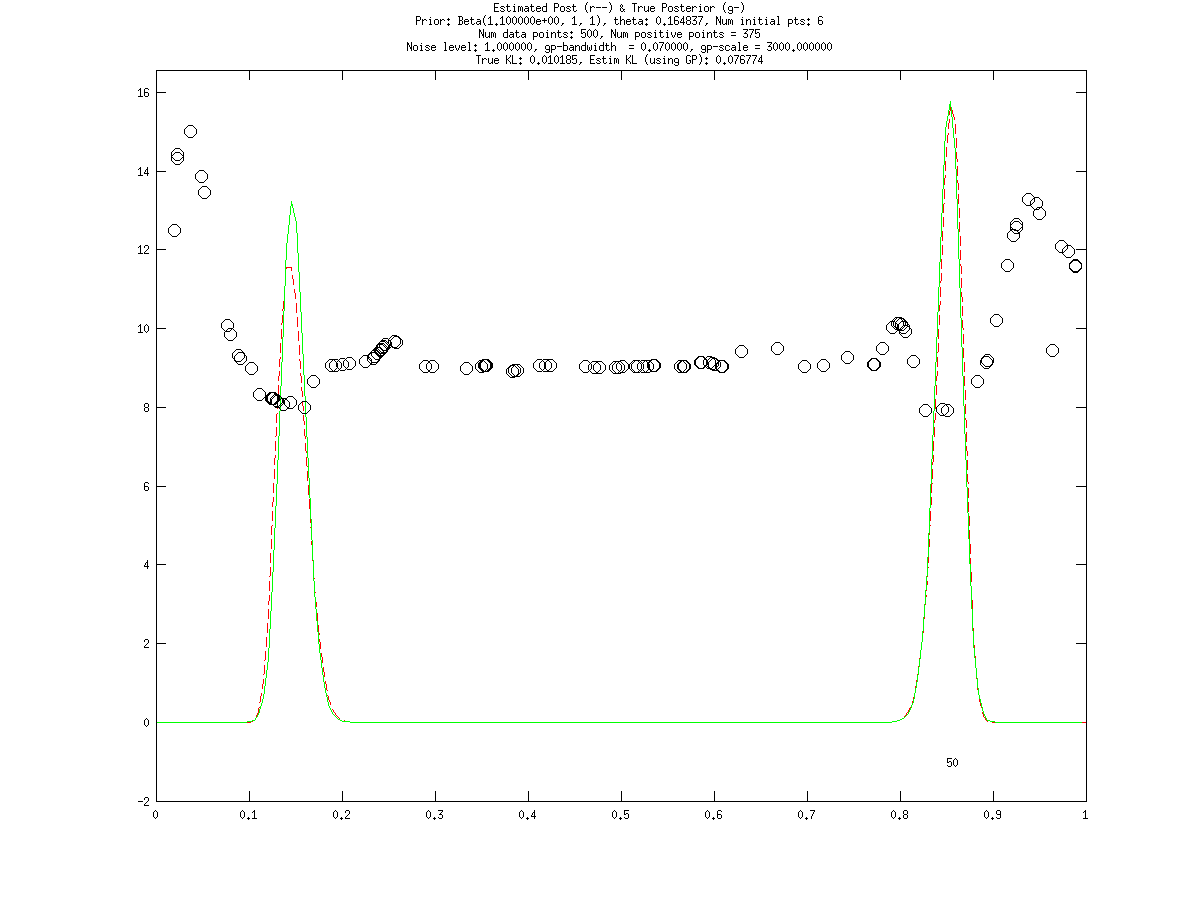 Estimated Post (r--) & True Posterior (g-)
Prior: Beta(1.100000e+00, 1, 1), theta: 0.164837, Num initial pts: 6
Num data points: 500, Num positive points = 375
Noise level: 1.000000, gp-bandwidth  = 0.070000, gp-scale = 3000.000000
True KL: 0.010185, Estim KL (using GP): 0.076774
16
14
12
10
8
6
4
2
0
-2
50
0 0.1 0.2 0.3 0.4 0.5 0.6 0.7 0.8 0.9 1